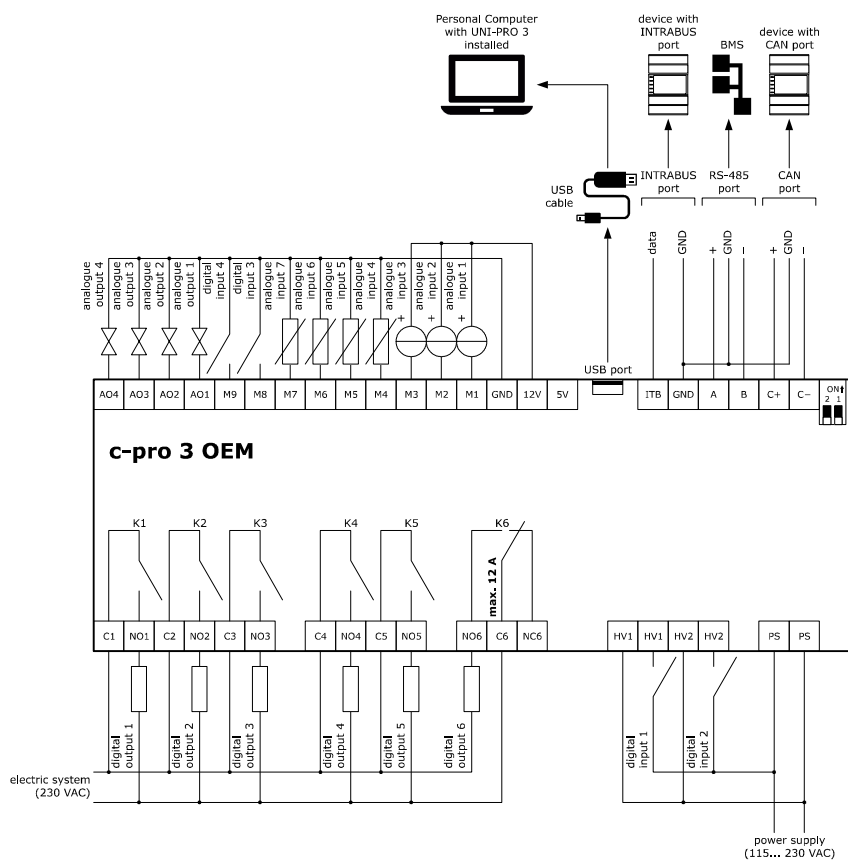 Personal Computer
with UNI-PRO 3
installed
device with
INTRABUS
port
BMS
device with
CAN port
USB
cable
INTRABUS
port
RS-485
port
CAN
port
data
GND
+
GND
−
+
GND
−
analogue
output 4
analogue
output 3
analogue
output 2
analogue
output 1
digital
input 4
digital
input 3
analogue
input 7
analogue
input 6
analogue
input 5
analogue
input 4
analogue
input 3
+
analogue
input 2
+
analogue
input 1
+
USB port
AO4 AO3 AO2 AO1 M9 M8 M7 M6 M5 M4 M3 M2 M1 GND 12V 5V
ITB GND A B C+ C−
ON
2 1
c-pro 3 OEM
K1 K2 K3 K4 K5 K6
max. 12 A
C1 NO1 C2 NO2 C3 NO3 C4 NO4 C5 NO5 NO6 C6 NC6 HV1 HV1 HV2 HV2 PS PS
digital
output 1
digital
output 2
digital
output 3
digital
output 4
digital
output 5
digital
output 6
digital
input 1
digital
input 2
electric system
(230 VAC)
power supply
(115... 230 VAC)